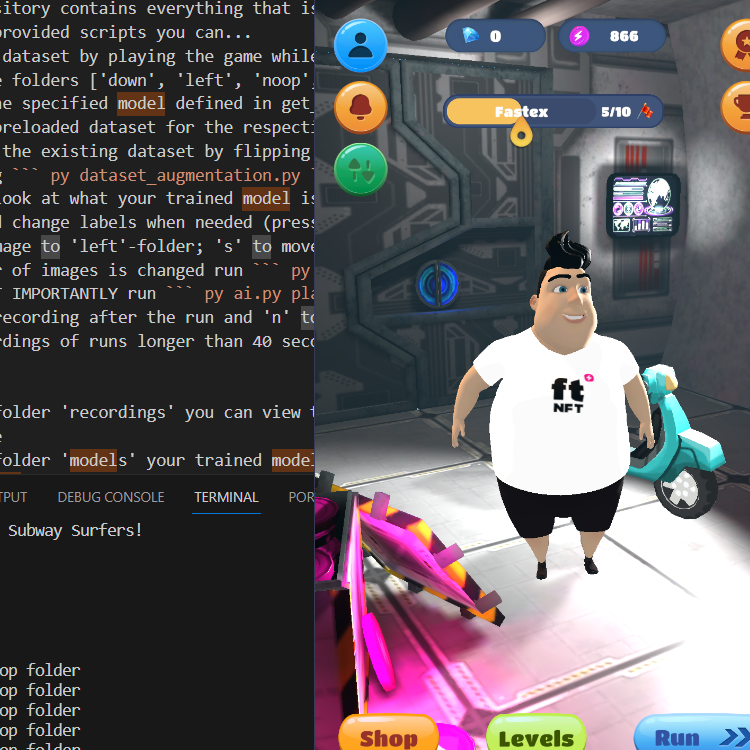 sitory contains everything that is
provided scripts you can...
dataset by playing the game while
e folders ['down', 'left', 'noop',
he specified model defined in get_
preloaded dataset for the respecti
the existing dataset by flipping
g ``` py dataset_augmentation.py
look at what your trained model is
d change labels when needed (press
mage to 'left'-folder; 's' to move
r of images is changed run ``` py
T IMPORTANTLY run ``` py ai.py pla
recording after the run and 'n' to
rdings of runs longer than 40 seco
folder 'recordings' you can view t
e
folder 'models' your trained model
TPUT DEBUG CONSOLE TERMINAL POR
Subway Surfers!
op folder
op folder
op folder
op folder
0
866
Fastex
5/10
ft
NFT
Shop
Levels
Run